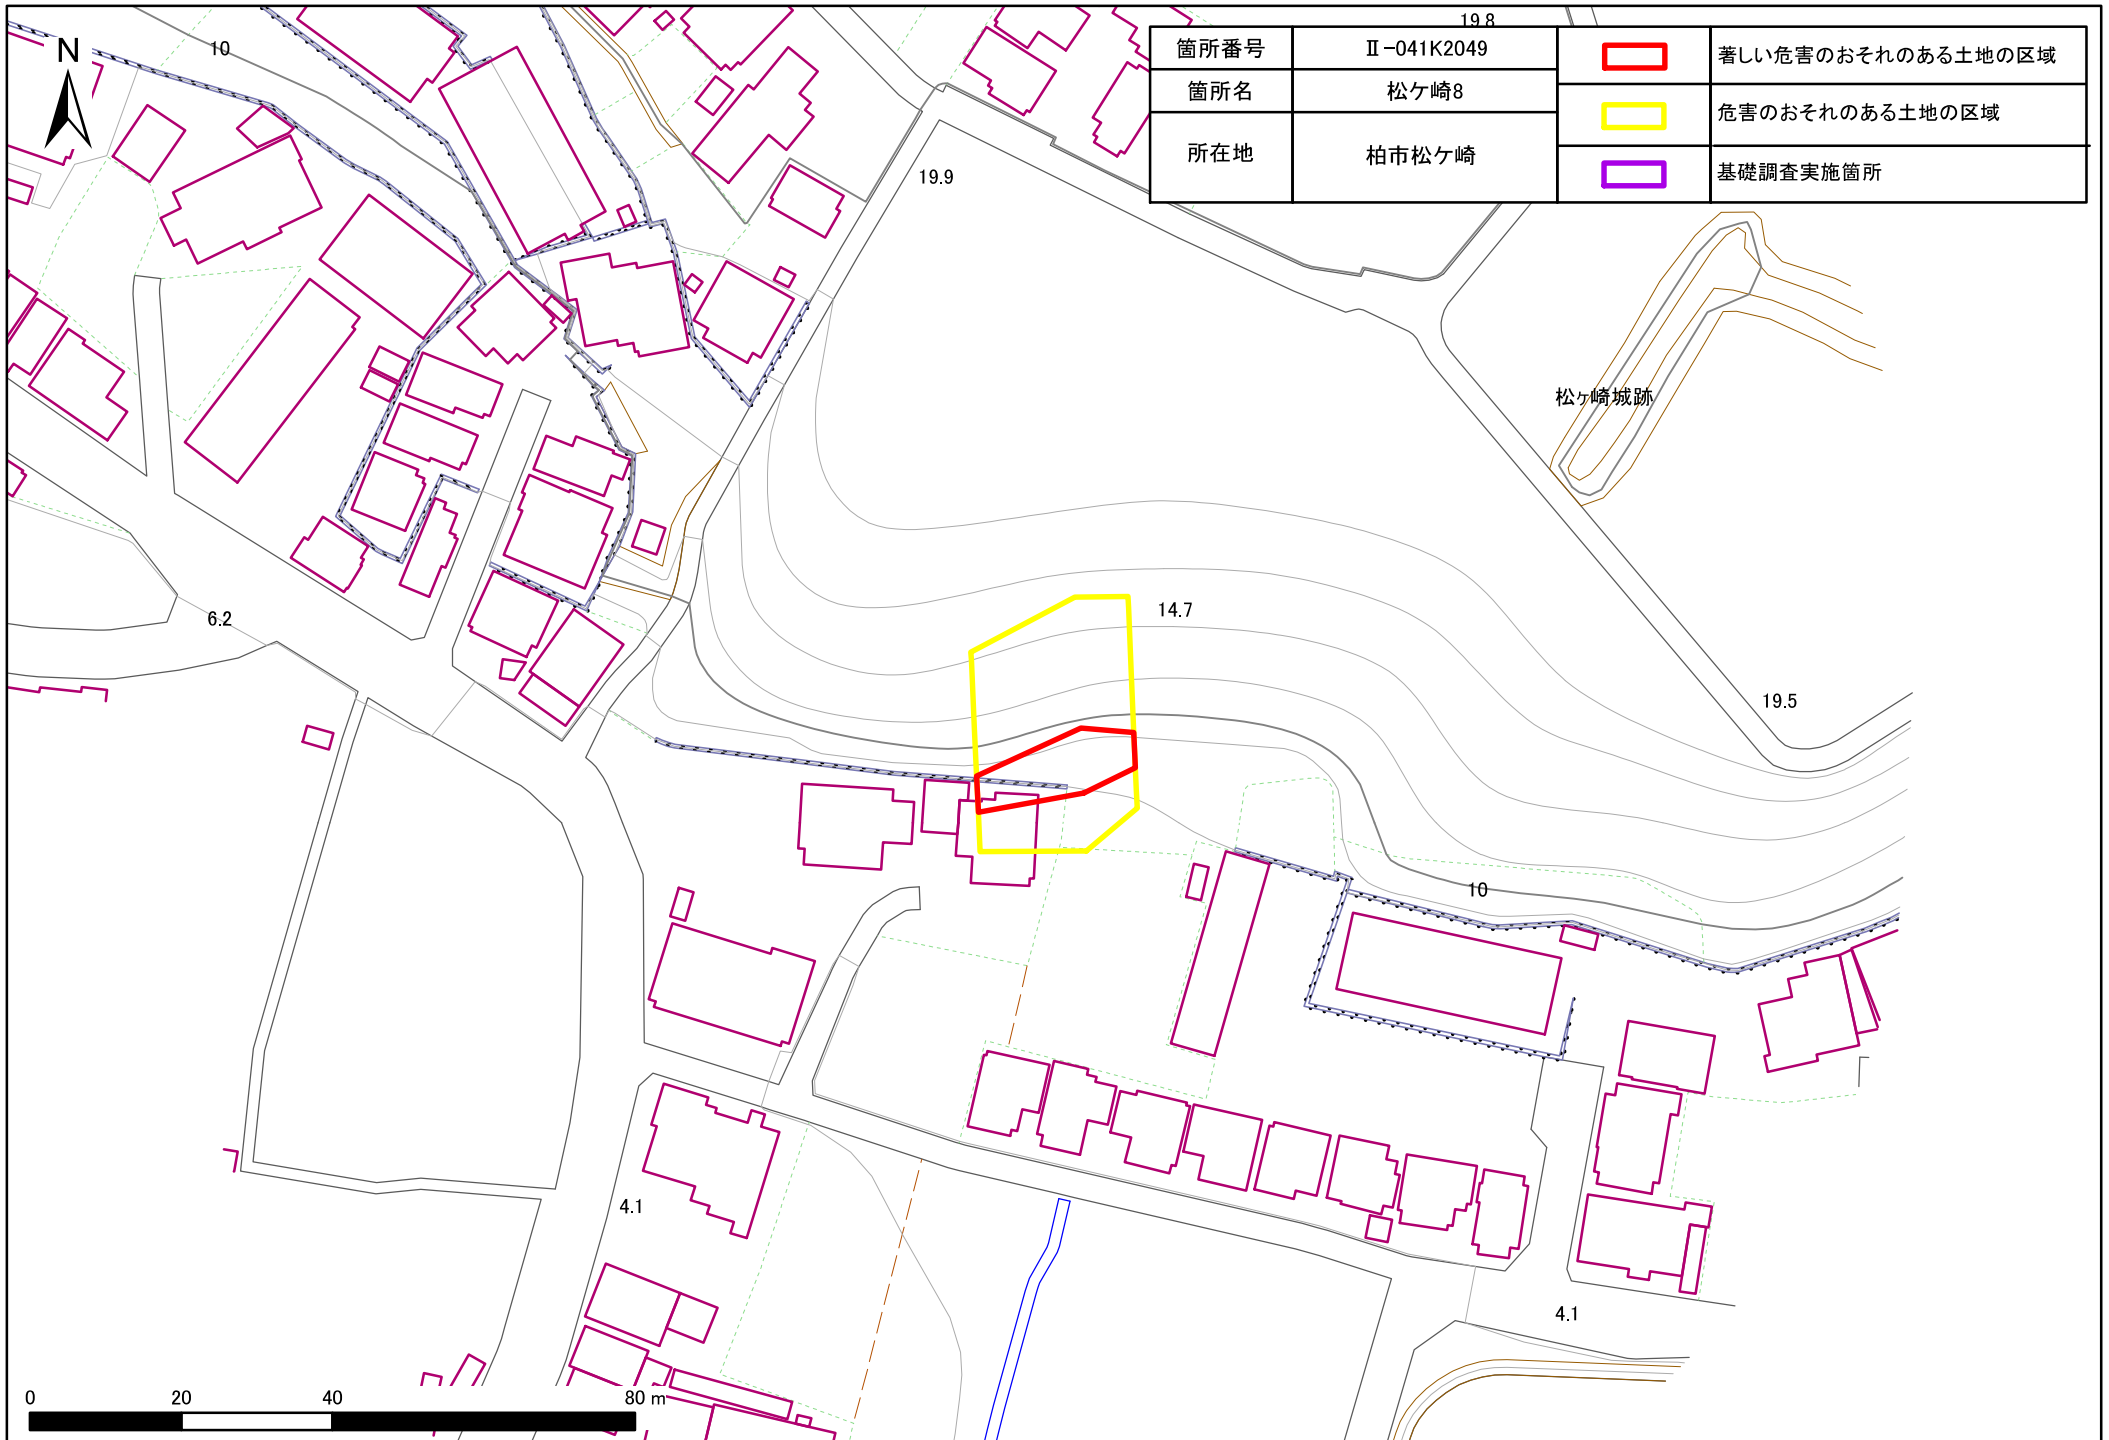 19.8
箇所番号 Ⅱ-041K2049 著しい危害のおそれのある土地の区域
箇所名 松ケ崎8 危害のおそれのある土地の区域
所在地 柏市松ケ崎 基礎調査実施箇所
N
10
19.9
松ヶ崎城跡
14.7
6.2
19.5
10
4.1
4.1
0 20 40 80 m